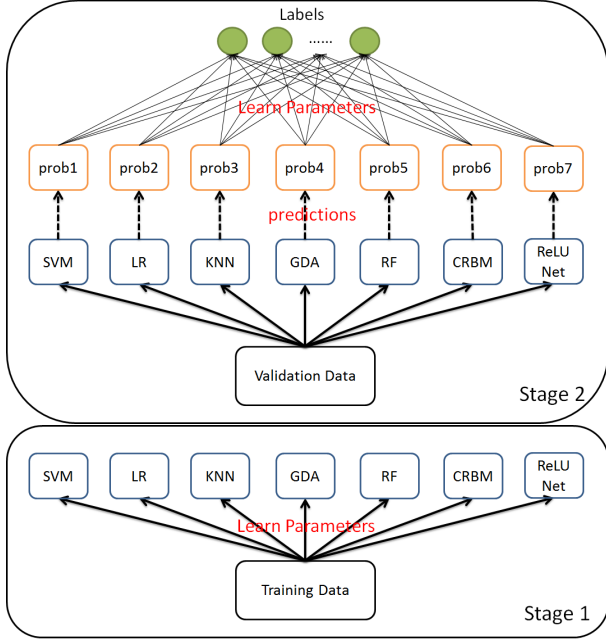 Labels
......
Learn Parameters
prob1 prob2 prob3 prob4 prob5 prob6 prob7
predictions
SVM LR KNN GDA RF CRBM ReLU
Net
Validation Data
Stage 2
SVM LR KNN GDA RF CRBM ReLU
Net
Learn Parameters
Training Data
Stage 1